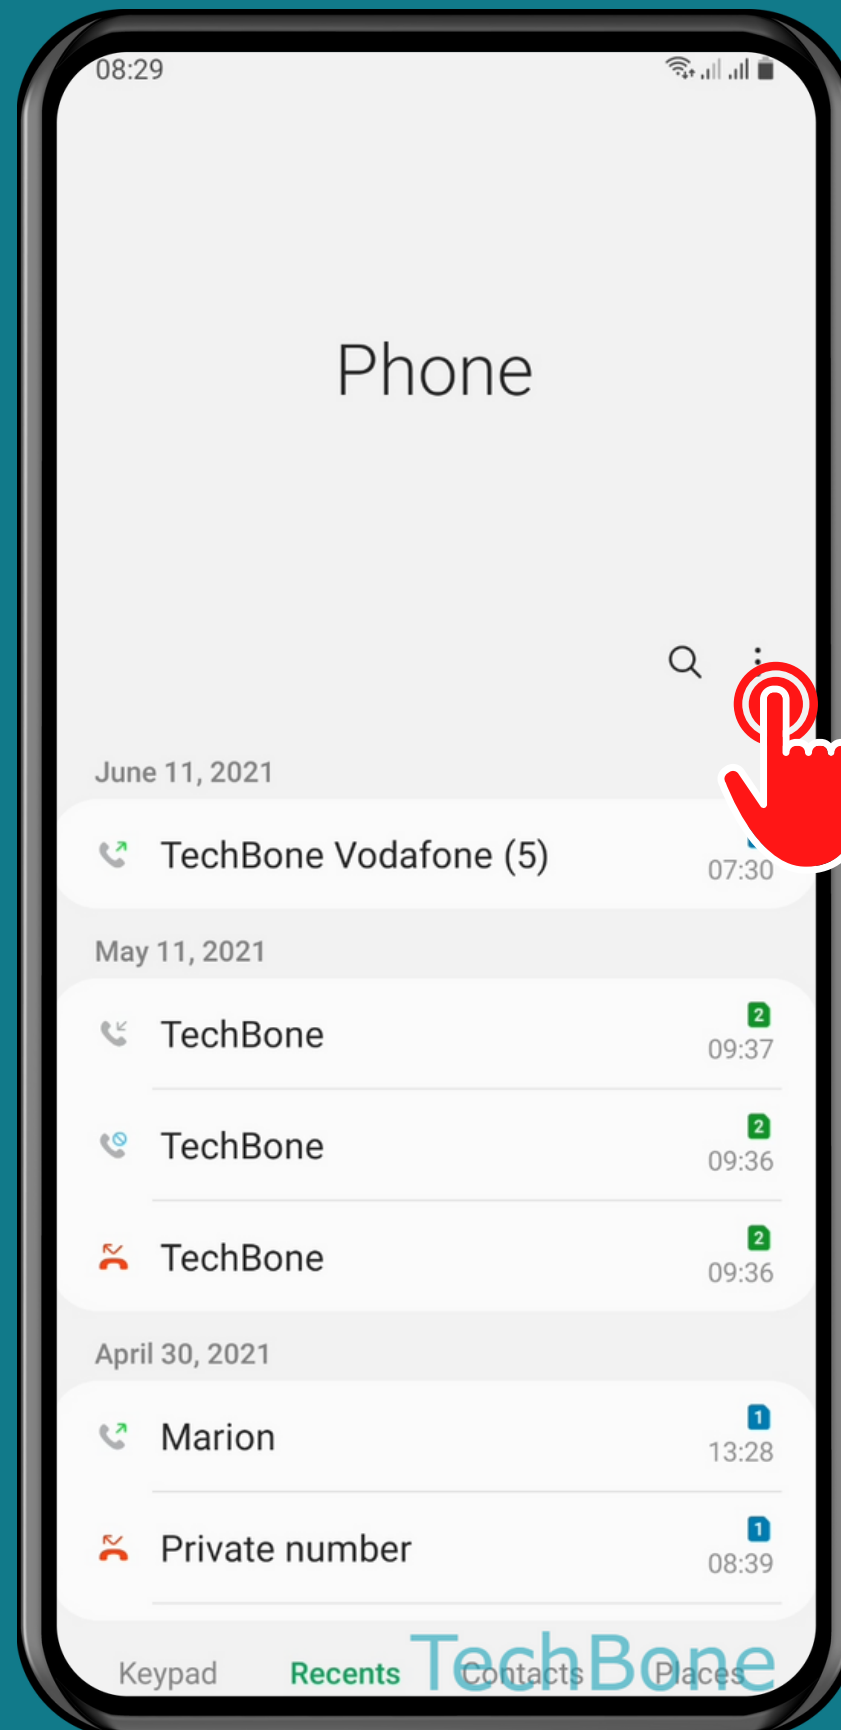 08:29
Phone
June 11, 2021
TechBone Vodafone (5)
07:30
May 11, 2021
TechBone
2
09:37
TechBone
2
09:36
TechBone
2
09:36
April 30, 2021
Marion
1
13:28
Private number
1
08:39
Keypad Recents Contacts Places
TechBone